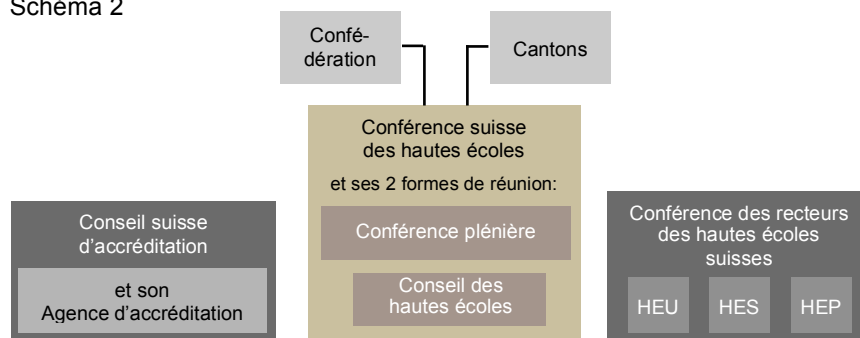 Schéma 2
Confé-
dération
Cantons
Conférence suisse
des hautes écoles
et ses 2 formes de réunion:
Conférence plénière
Conseil des
hautes écoles
Conseil suisse
d'accréditation
et son
Agence d'accréditation
Conférence des recteurs
des hautes écoles
suisses
HEU
HES
HEP